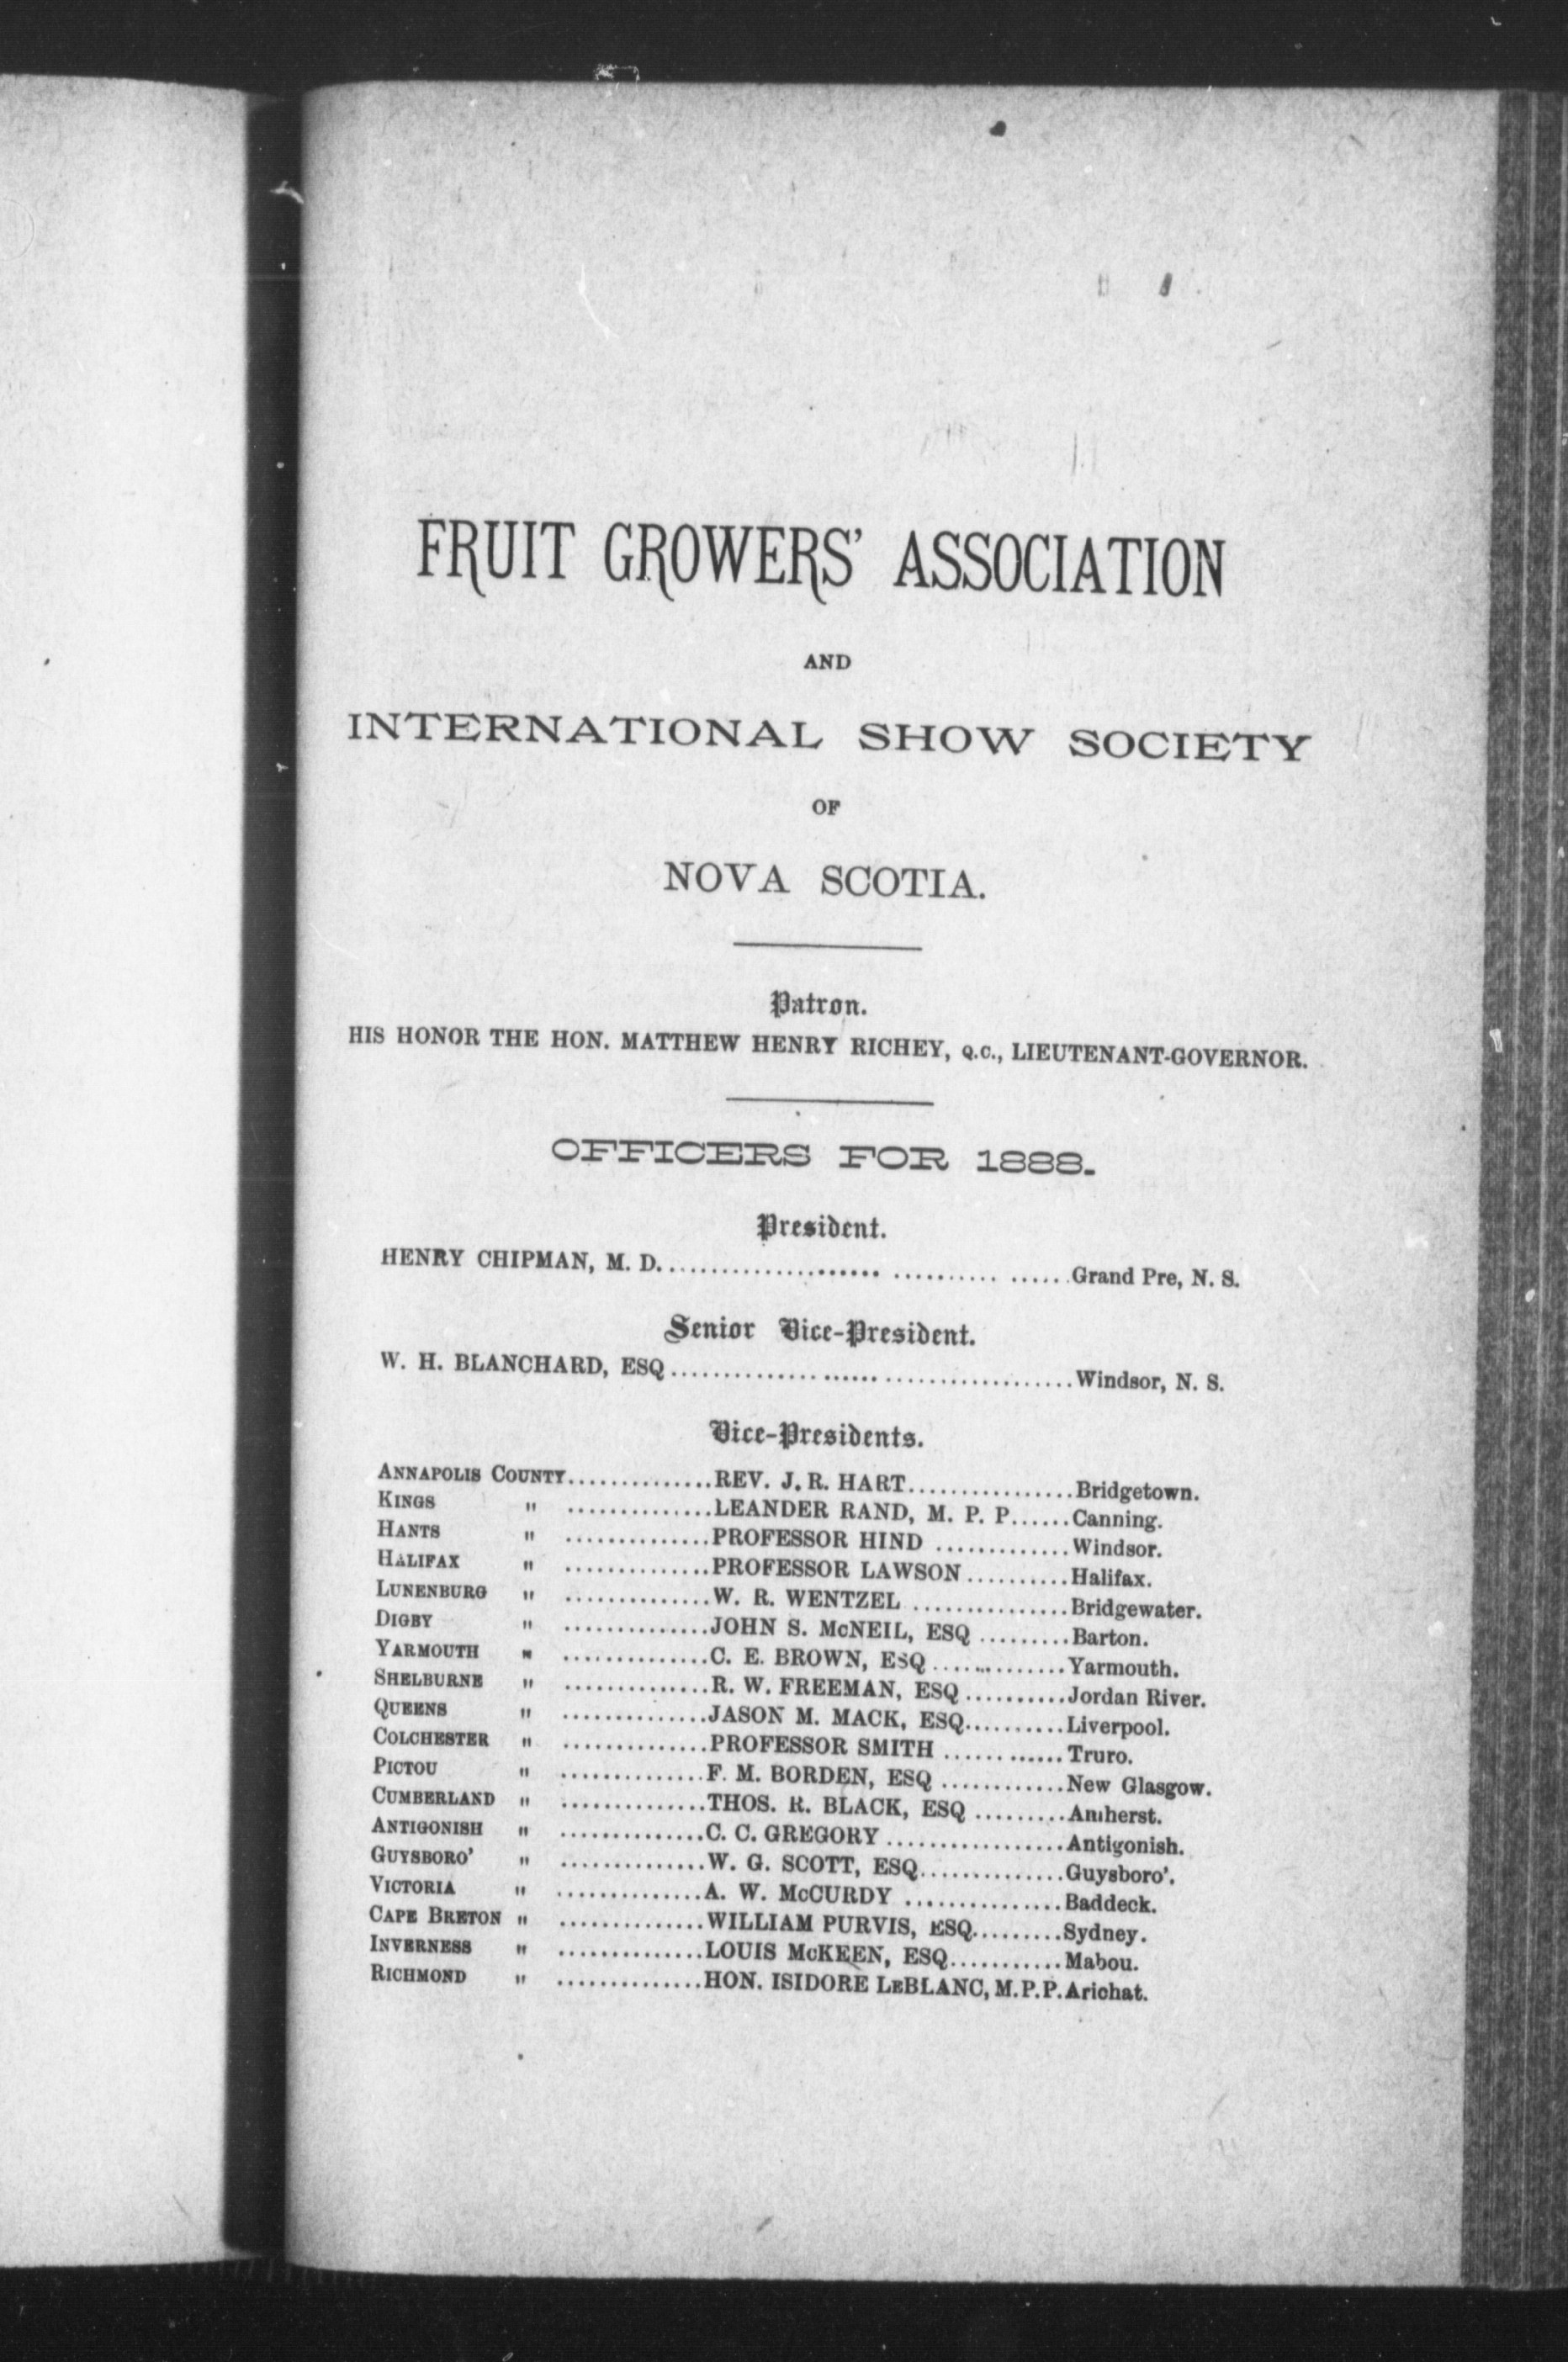 FRUIT GROWERS' ASSOCIATION
AND
INTERNATIONAL SHOW SOCIETY
OF
NOVA SCOTIA.
Patron.
HIS HONOR THE HON. MATTHEW HENRY RICHEY, Q.C., LIEUTENANT-GOVERNOR.
OFFICERS FOR 1888.
President.
HENRY CHIPMAN, M. D. Grand Pre, N. S.
Senior Vice-President.
W. H. BLANCHARD, ESQ Windsor, N. S.
Vice-Presidents.
ANNAPOLIS COUNTY REV. J. R. HART Bridgetown.
KINGS " LEANDER RAND, M. P. P. Canning.
HANTS " PROFESSOR HIND Windsor.
HALIFAX " PROFESSOR LAWSON Halifax.
LUNENBURG " W. R. WENTZEL Bridgewater.
DIGBY " JOHN S. McNEIL, ESQ Barton.
YARMOUTH " C. E. BROWN, ESQ Yarmouth.
SHELBURNE " R. W. FREEMAN, ESQ Jordan River.
QUEENS " JASON M. MACK, ESQ Liverpool.
COLCHESTER " PROFESSOR SMITH Truro.
PICTOU " F. M. BORDEN, ESQ New Glasgow.
CUMBERLAND " THOS. R. BLACK, ESQ Amherst.
ANTIGONISH " C. C. GREGORY Antigonish.
GUYSBORO' " W. G. SCOTT, ESQ Guysboro'.
VICTORIA " A. W. McCURDY Baddeck.
CAPE BRETON " WILLIAM PURVIS, ESQ Sydney.
INVERNESS " LOUIS McKEEN, ESQ Mabou.
RICHMOND " HON. ISIDORE LEBLANC, M.P.P. Arichat.